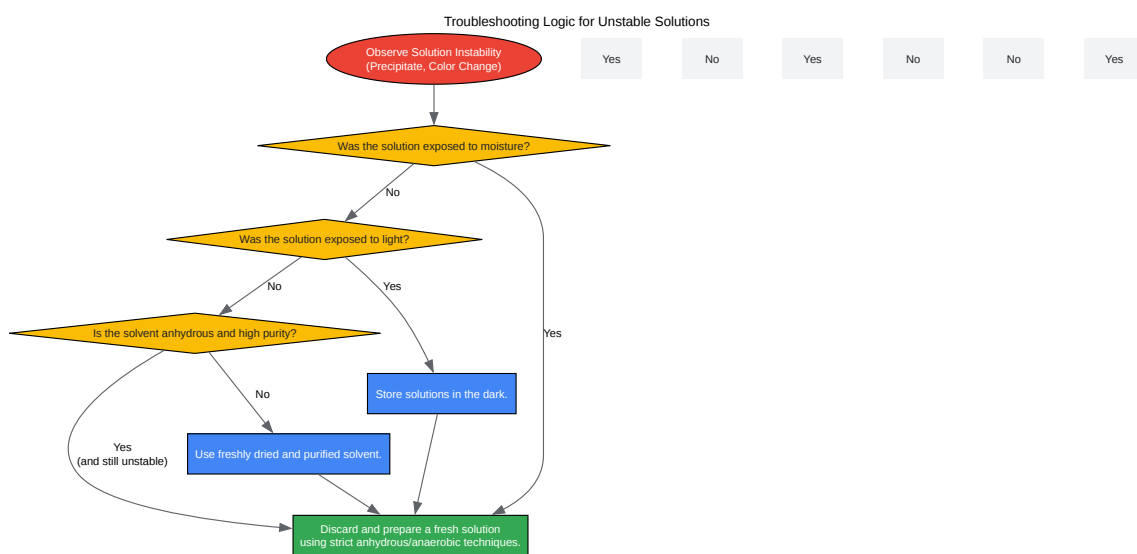 Troubleshooting Logic for Unstable Solutions
Observe Solution Instability
(Precipitate, Color Change)
Yes
No
Yes
No
No
Yes
Was the solution exposed to moisture?
No
Was the solution exposed to light?
No
Yes
Is the solvent anhydrous and high purity?
Yes
Store solutions in the dark.
No
Yes
(and still unstable)
Use freshly dried and purified solvent.
Discard and prepare a fresh solution
using strict anhydrous/anaerobic techniques.